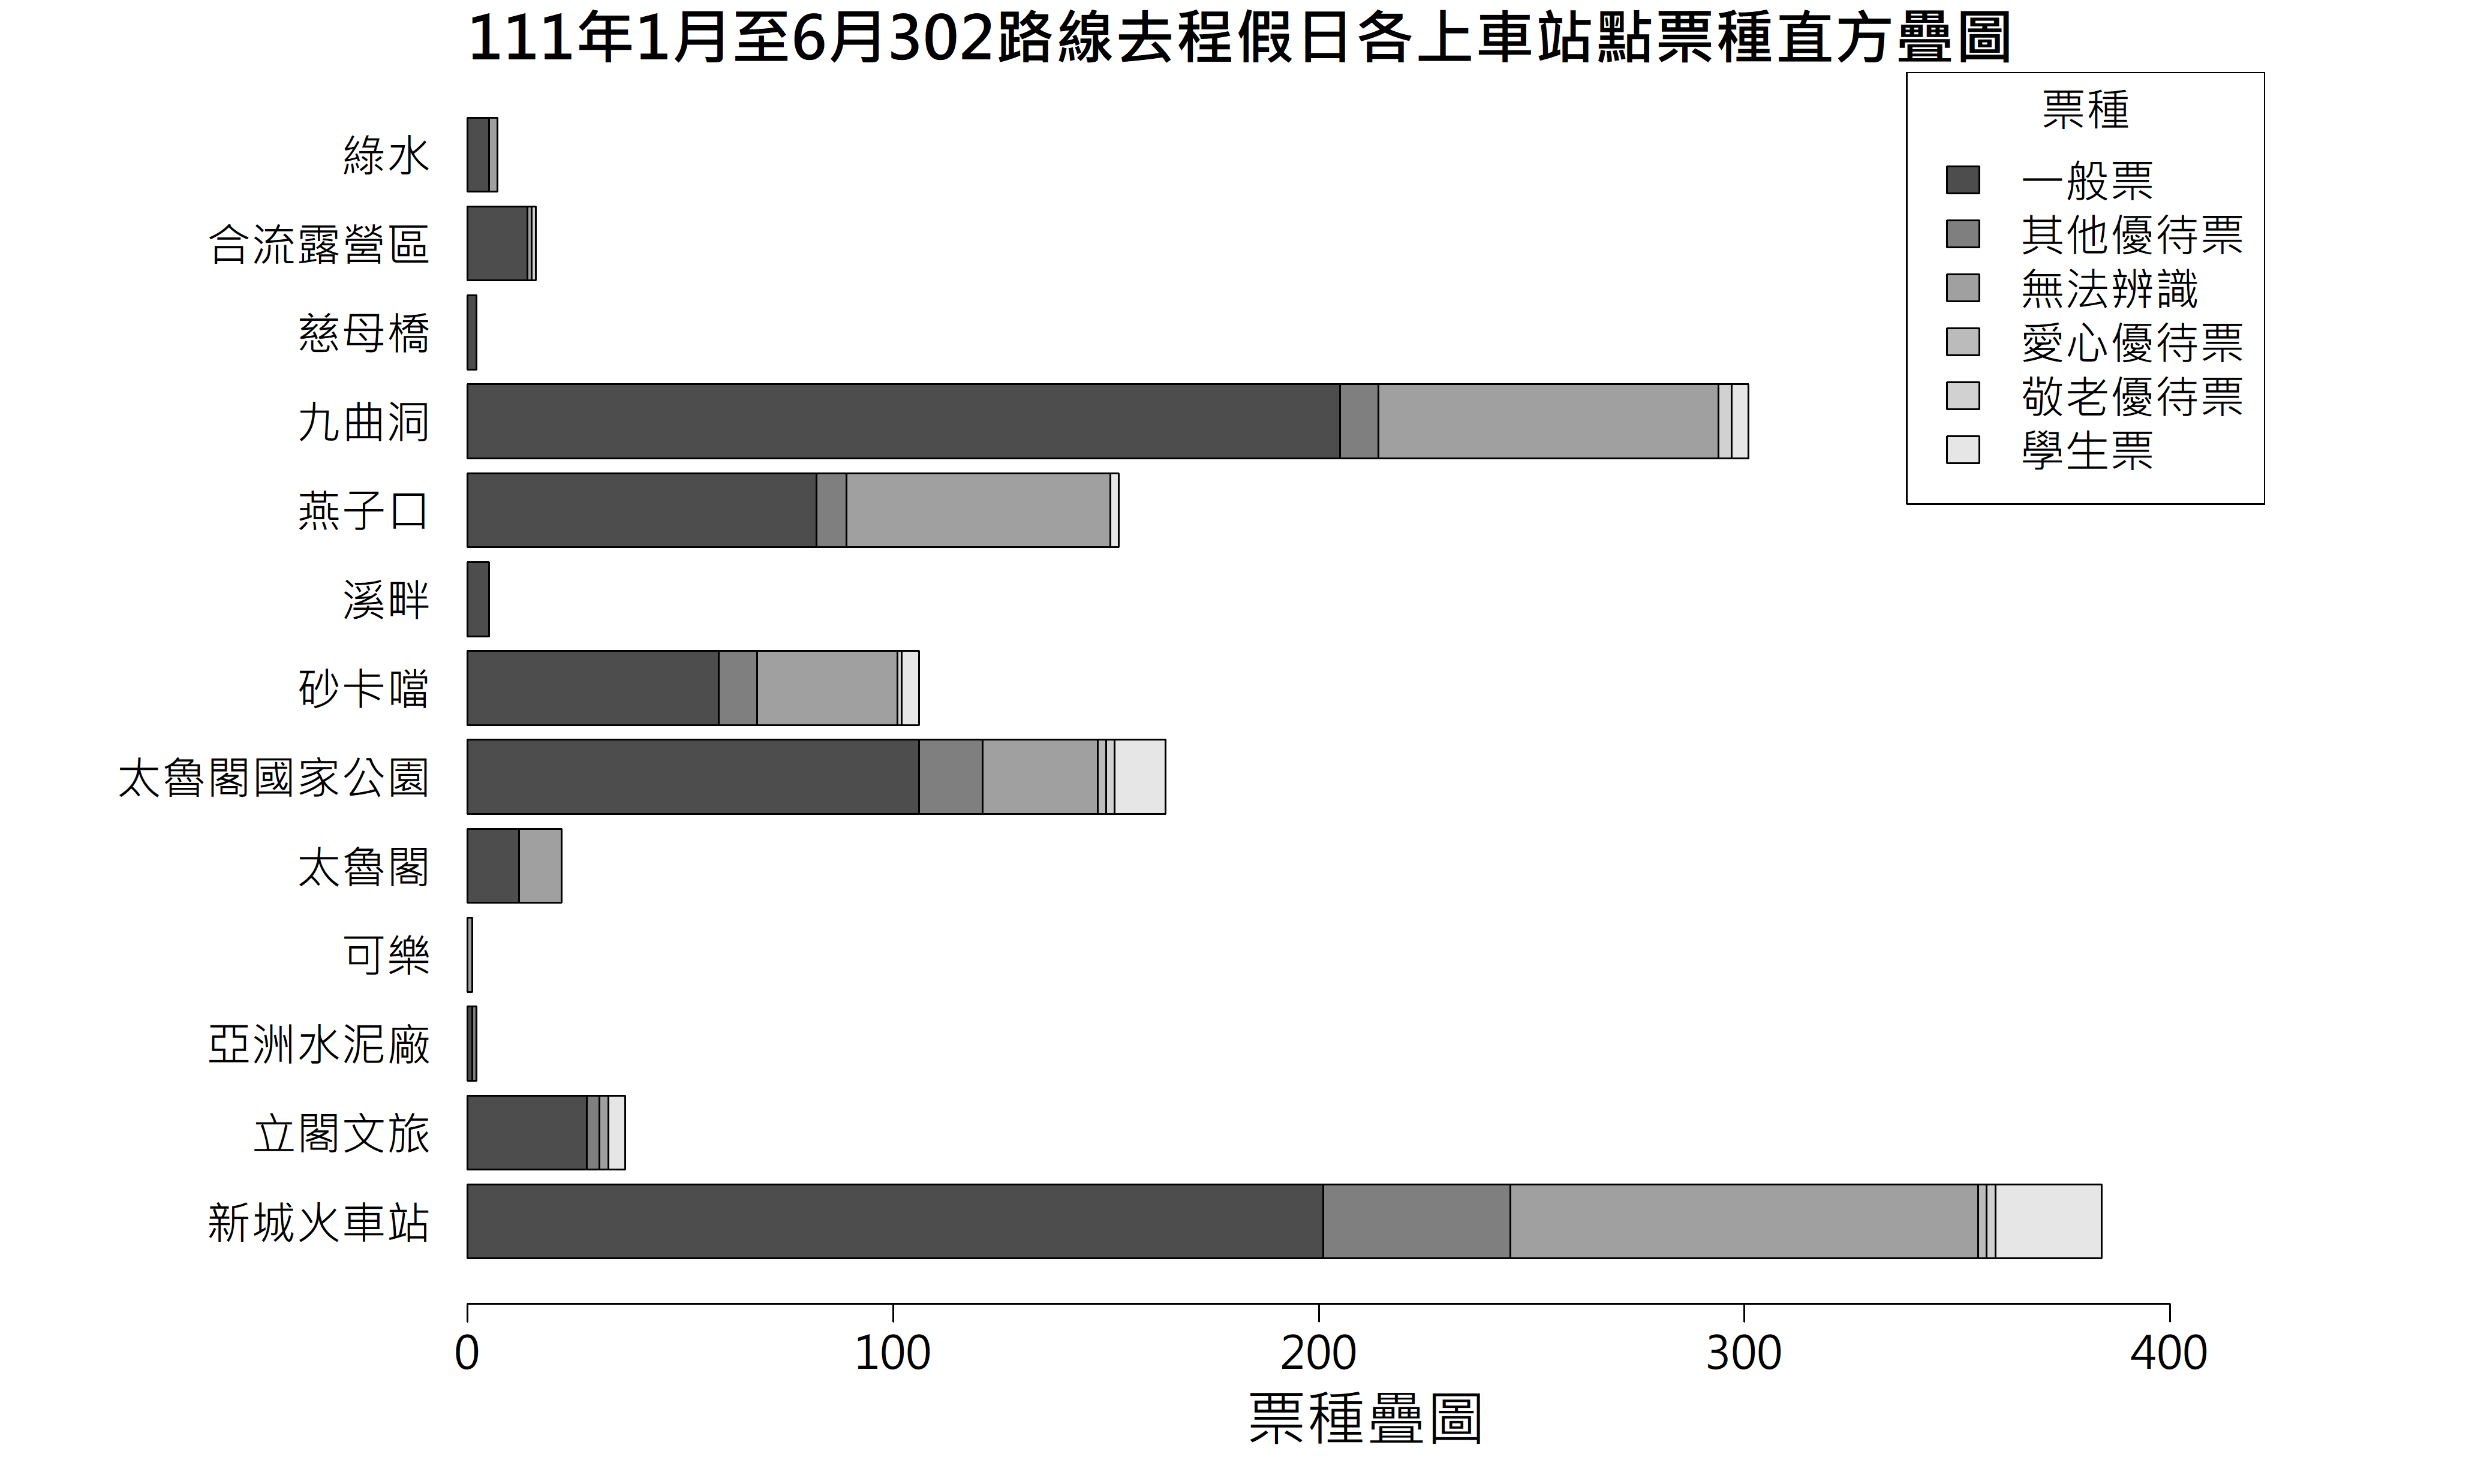 111年1月至6月302路線去程假日各上車站點票種直方疊圖
票種
一般票
其他優待票
無法辨識
愛心優待票
敬老優待票
學生票
綠水
合流露營區
慈母橋
九曲洞
燕子口
溪畔
砂卡噹
太魯閣國家公園
太魯閣
可樂
亞洲水泥廠
立閣文旅
新城火車站
0 100 200 300 400
票種疊圖